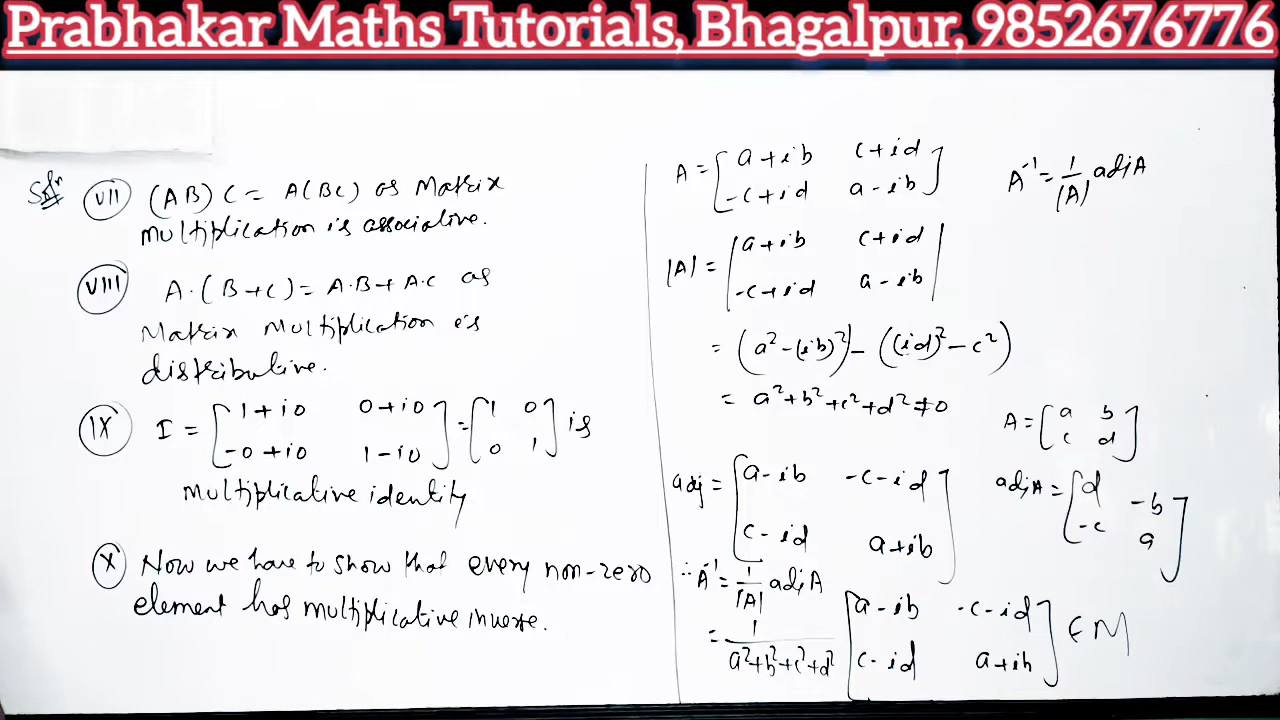 Prabhakar Maths Tutorials, Bhagalpur, 9852676776
Solⁿ (VII) (AB) C = A(BC) as Matrix
multiplication is associative.
(VIII) A·(B+C) = A·B + A·C as
Matrix Multiplication is
distributive.
(IX) I = [1+i0 0+i0] = [1 0] is
[-0+i0 1-i0] [0 1]
Multiplicative identity
(X) Now we have to show that every non-zero
element has multiplicative inverse.
A = [a+ib c+id] A⁻¹ = 1/|A| adjA
[-c+id a-ib]
|A| = |a+ib c+id|
|-c+id a-ib|
= (a² - (ib)²) - ((id)² - c²)
= a² + b² + c² + d² ≠ 0
A = [a b]
[c d]
adj = [a-ib -c-id] adjA = [d -b]
[c-id a+ib] [-c a]
∴ A⁻¹ = 1/|A| adjA
= 1/(a²+b²+c²+d²) [a-ib -c-id] ∈ M
[c-id a+ib]